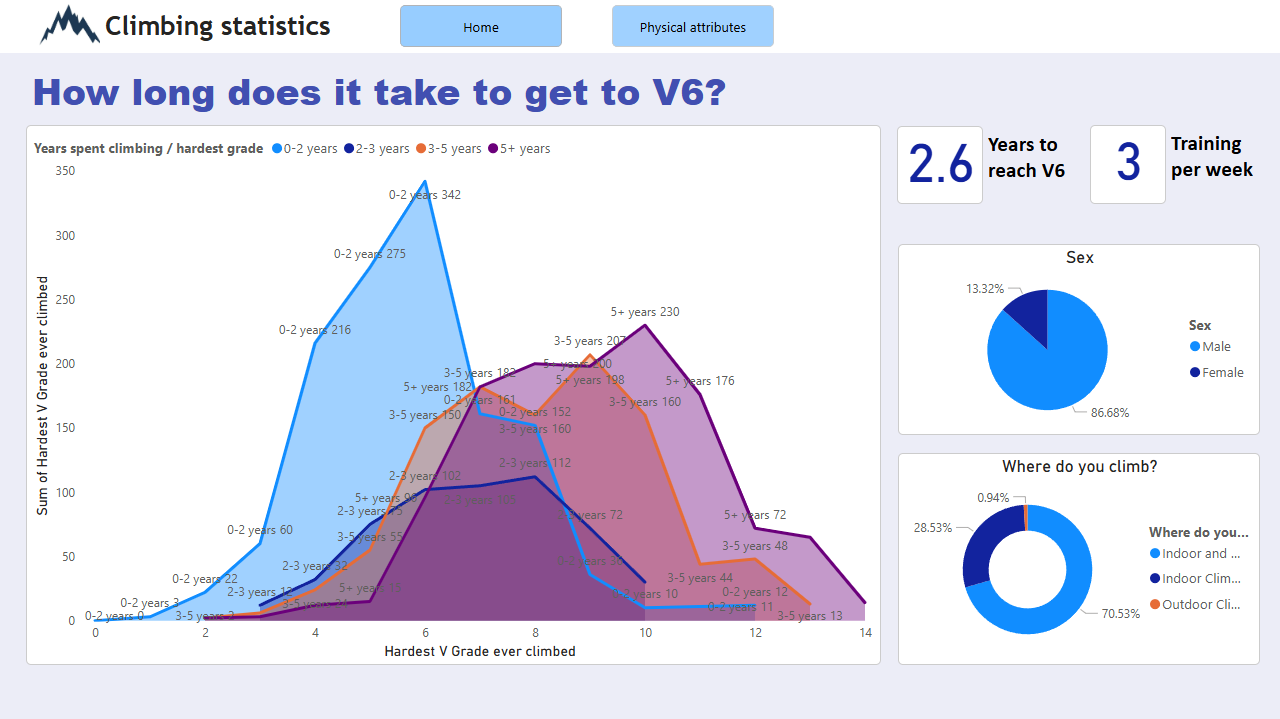 Climbing statistics
Home
Physical attributes
How long does it take to get to V6?
Years spent climbing / hardest grade 0-2 years 2-3 years 3-5 years 5+ years
Sum of Hardest V Grade ever climbed
350
300
250
200
150
100
50
0
0-2 years 342
0-2 years 275
0-2 years 216
0-2 years 60
0-2 years 22
0-2 years 3
0-2 years 0
5+ years 230
3-5 years 207
5+ years 200
5+ years 198
5+ years 176
3-5 years 182
5+ years 182
0-2 years 161
3-5 years 150
0-2 years 152
3-5 years 160
3-5 years 160
2-3 years 112
2-3 years 102
2-3 years 105
5+ years
2-3 years 75
3-5 years 55
2-3 years 32
2-3 years 12
3-5 years 24
5+ years 15
3-5 years 2
2-3 years 72
0-2 years 36
0-2 years 10
5+ years 72
3-5 years 48
3-5 years 44
0-2 years 12
0-2 years 11
3-5 years 13
0 2 4 6 8 10 12 14
Hardest V Grade ever climbed
2.6
Years to
reach V6
3
Training
per week
Sex
13.32%
86.68%
Sex
Male
Female
Where do you climb?
0.94%
28.53%
70.53%
Where do you...
Indoor and ...
Indoor Clim...
Outdoor Cli...